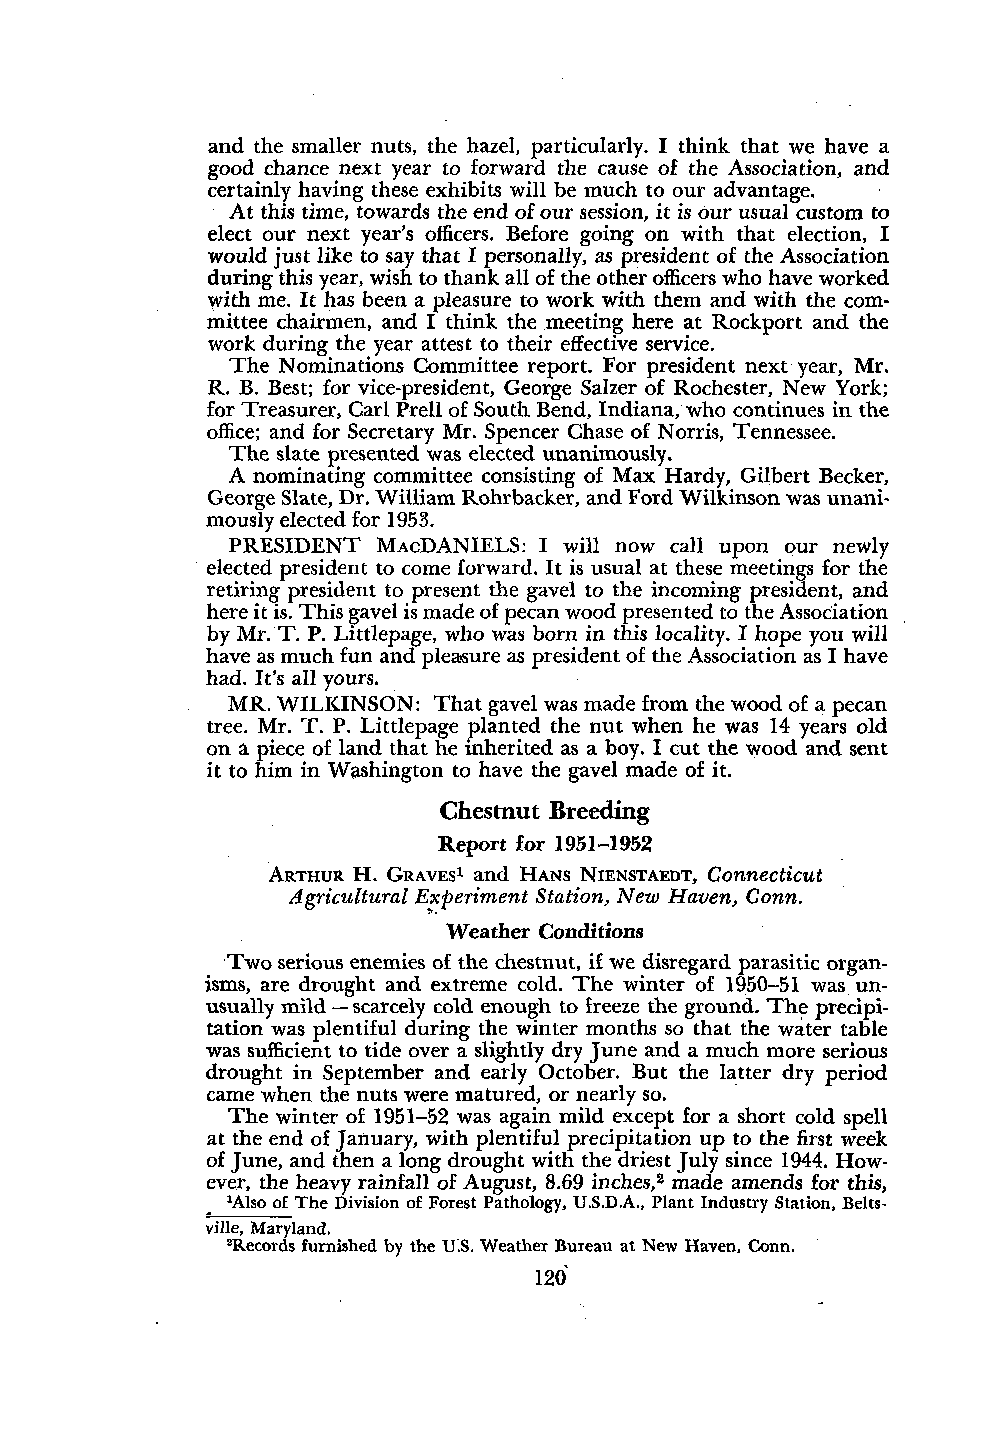 and the smaller nuts, the hazel, particularly. I think that we have a
good chance next year to forward the cause of the Association, and
certainly having these exhibits will be much to our advantage.
At this time, towards the end of our session, it is our usual custom to
elect our next year's officers. Before going on with that election, I
would just like to say that I personally, as president of the Association
during this year, wish to thank all of the other officers who have worked
with me. It has been a pleasure to work with them and with the com-
mittee chairmen, and I think the meeting here at Rockport and the
work during the year attest to their effective service.
The Nominations Committee report. For president next year, Mr.
R. B. Best; for vice-president, George Salzer of Rochester, New York;
for Treasurer, Carl Prell of South Bend, Indiana, who continues in the
office; and for Secretary Mr. Spencer Chase of Norris, Tennessee.
The slate presented was elected unanimously.
A nominating committee consisting of Max Hardy, Gilbert Becker,
George Slate, Dr. William Rohrbacker, and Ford Wilkinson was unani-
mously elected for 1953.
PRESIDENT MACDANIELS: I will now call upon our newly
elected president to come forward. It is usual at these meetings for the
retiring president to present the gavel to the incoming president, and
here it is. This gavel is made of pecan wood presented to the Association
by Mr. T. P. Littlepage, who was born in this locality. I hope you will
have as much fun and pleasure as president of the Association as I have
had. It's all yours.
MR. WILKINSON: That gavel was made from the wood of a pecan
tree. Mr. T. P. Littlepage planted the nut when he was 14 years old
on a piece of land that he inherited as a boy. I cut the wood and sent
it to him in Washington to have the gavel made of it.
Chestnut Breeding
Report for 1951–1952
ARTHUR H. GRAVES¹ and HANS NIENSTAEDT, Connecticut
Agricultural Experiment Station, New Haven, Conn.
Weather Conditions
Two serious enemies of the chestnut, if we disregard parasitic organ-
isms, are drought and extreme cold. The winter of 1950–51 was un-
usually mild — scarcely cold enough to freeze the ground. The precipi-
tation was plentiful during the winter months so that the water table
was sufficient to tide over a slightly dry June and a much more serious
drought in September and early October. But the latter dry period
came when the nuts were matured, or nearly so.
The winter of 1951–52 was again mild except for a short cold spell
at the end of January, with plentiful precipitation up to the first week
of June, and then a long drought with the driest July since 1944. How-
ever, the heavy rainfall of August, 8.69 inches,² made amends for this,
¹Also of The Division of Forest Pathology, U.S.D.A., Plant Industry Station, Belts-
ville, Maryland.
²Records furnished by the U.S. Weather Bureau at New Haven, Conn.
120